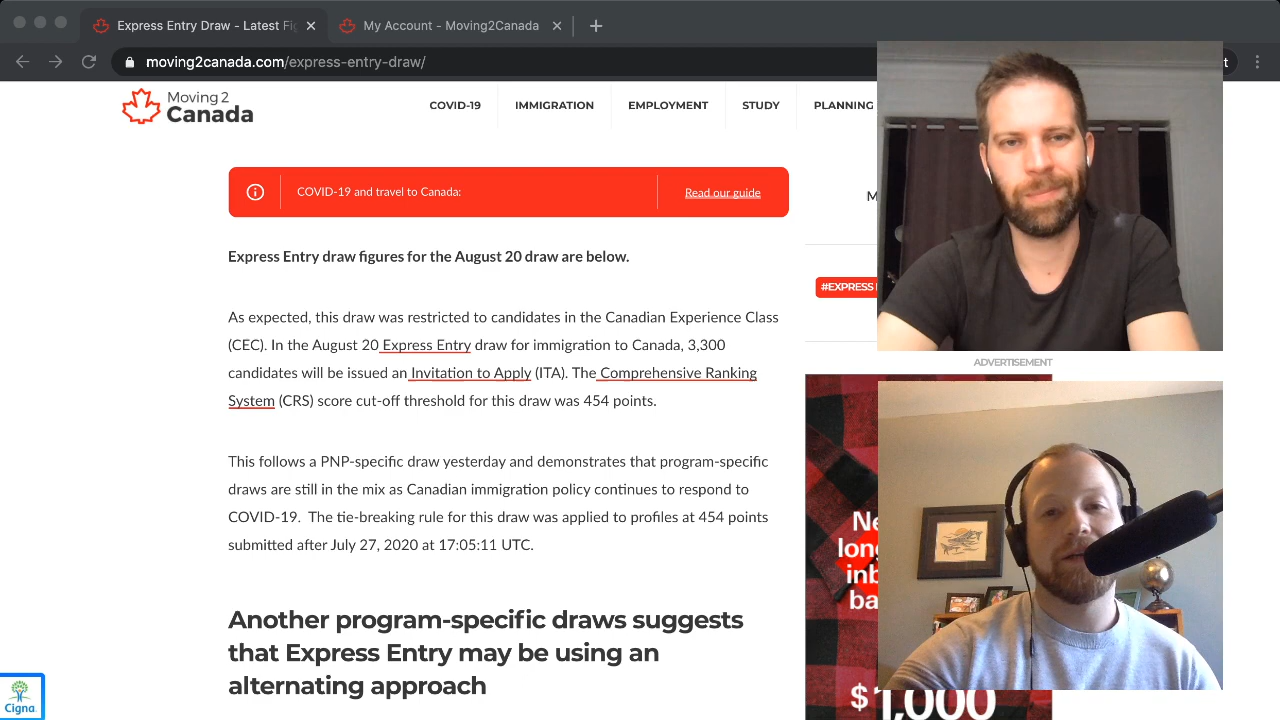 Express Entry Draw - Latest Fig
My Account - Moving2Canada
moving2canada.com/express-entry-draw/
Moving2
Canada
COVID-19
IMMIGRATION
EMPLOYMENT
STUDY
PLANNING
COVID-19 and travel to Canada:
Read our guide
Express Entry draw figures for the August 20 draw are below.
As expected, this draw was restricted to candidates in the Canadian Experience Class
(CEC). In the August 20 Express Entry draw for immigration to Canada, 3,300
candidates will be issued an Invitation to Apply (ITA). The Comprehensive Ranking
System (CRS) score cut-off threshold for this draw was 454 points.
This follows a PNP-specific draw yesterday and demonstrates that program-specific
draws are still in the mix as Canadian immigration policy continues to respond to
COVID-19. The tie-breaking rule for this draw was applied to profiles at 454 points
submitted after July 27, 2020 at 17:05:11 UTC.
Another program-specific draws suggests
that Express Entry may be using an
alternating approach
#EXPRESS
ADVERTISEMENT
$1,000
Cigna